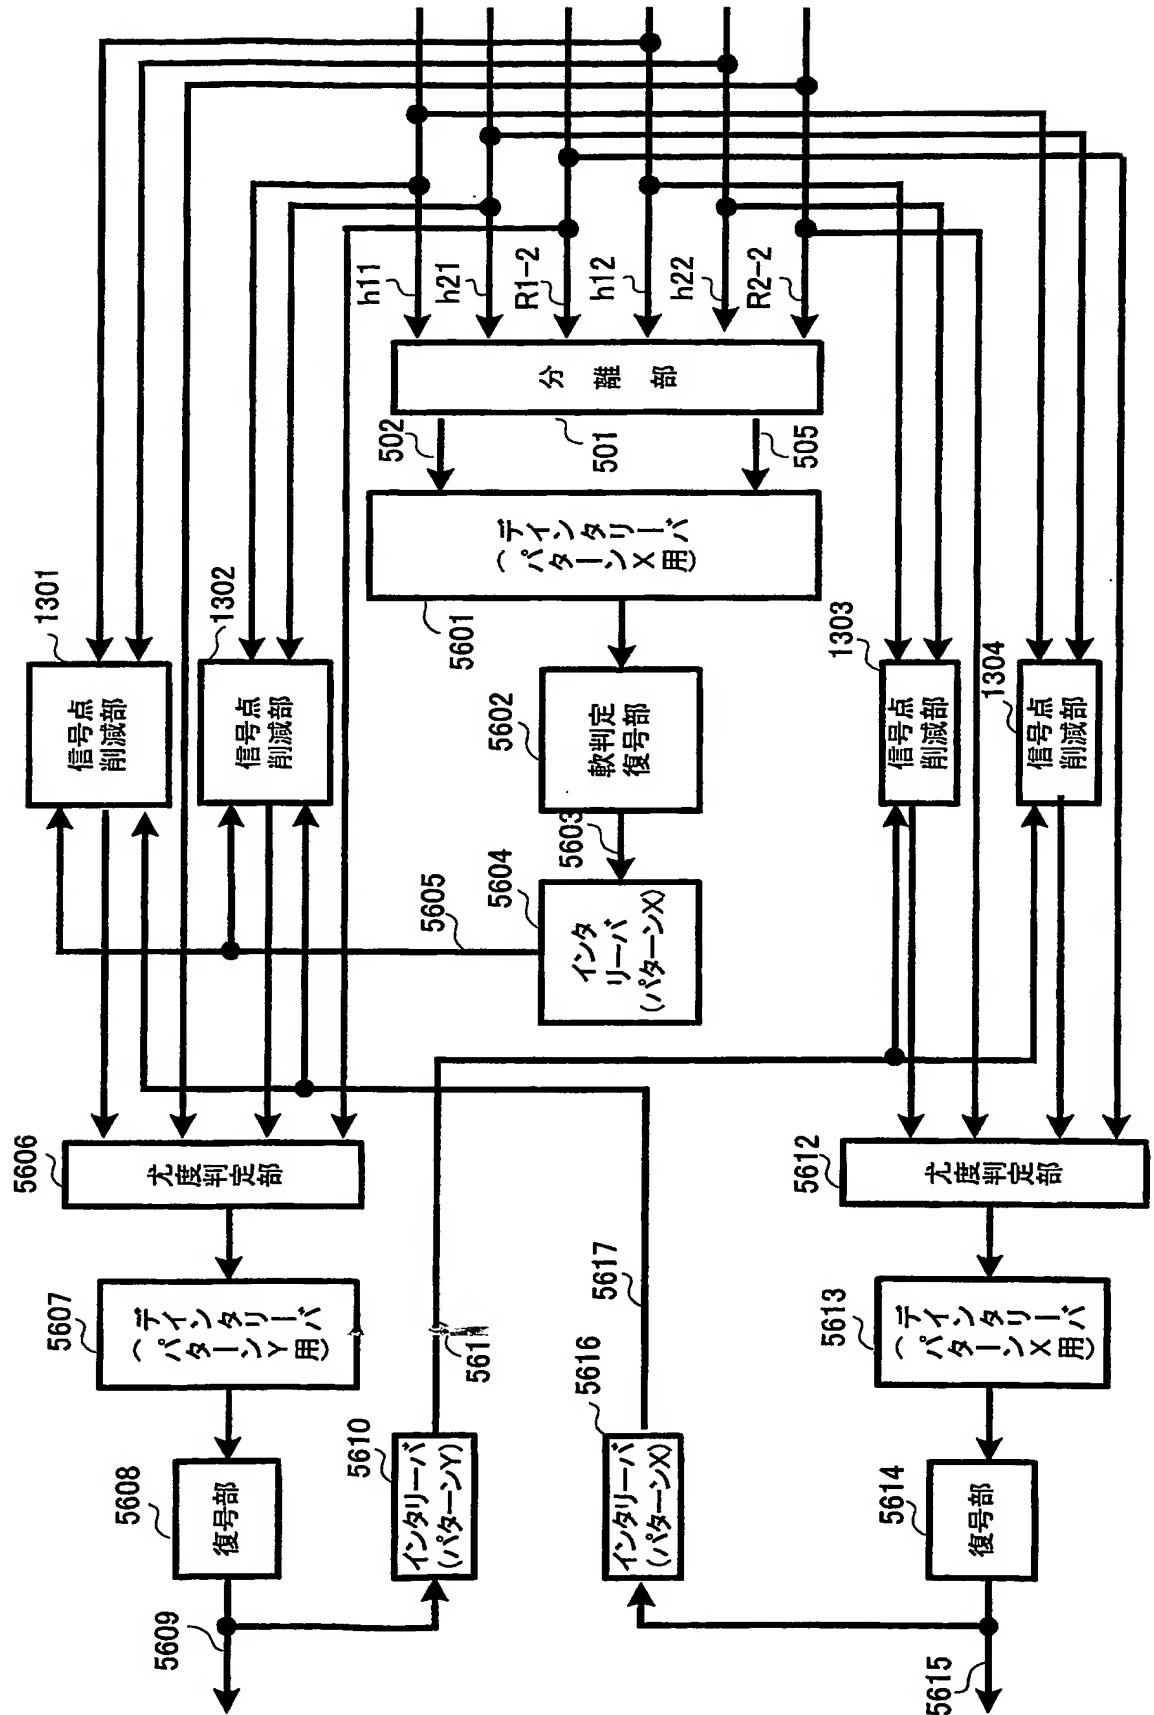 1301
信号点
削減部
1302
信号点
削減部
h11
h21
R1-2
h12
h22
R2-2
分離部
501
502
505
デインタリーバ
(パターンX用)
5601
軟判定
復号部
5602
5603
インタ
リーバ
(パターンX)
5604
5605
1303
信号点
削減部
1304
信号点
削減部
5606
尤度判定部
5607
デインタリーバ
(パターンY用)
5608
復号部
5609
5610
インタリーバ
(パターンY)
561
5612
尤度判定部
5613
デインタリーバ
(パターンX用)
5614
復号部
5615
5616
インタリーバ
(パターンX)
5617